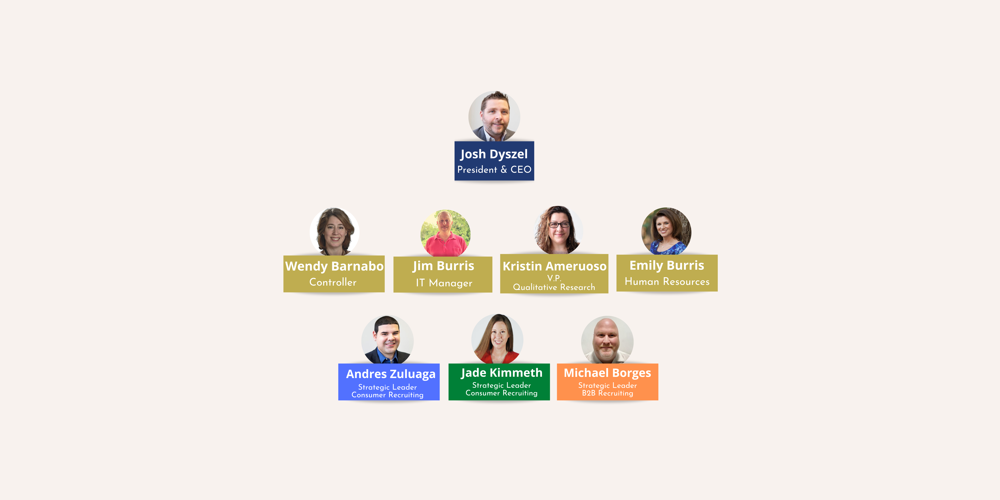 Josh Dyszel
President & CEO
Wendy Barnabo
Controller
Jim Burris
IT Manager
Kristin Ameruoso
V.P.
Qualitative Research
Emily Burris
Human Resources
Andres Zuluaga
Strategic Leader
Consumer Recruiting
Jade Kimmeth
Strategic Leader
Consumer Recruiting
Michael Borges
Strategic Leader
B2B Recruiting